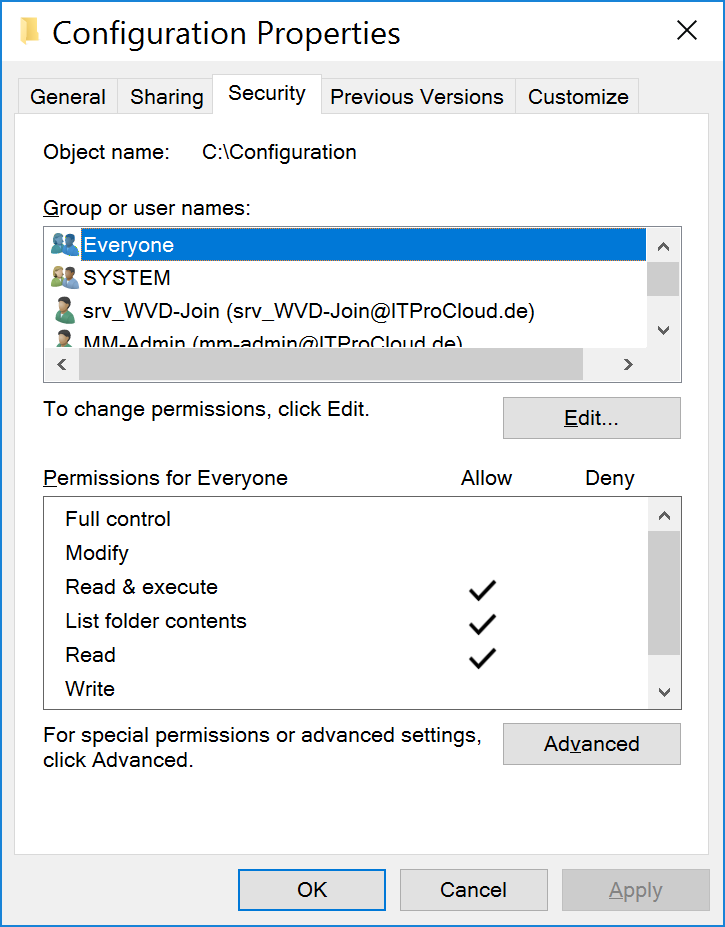 Configuration Properties
General Sharing Security Previous Versions Customize
Object name: C:\Configuration
Group or user names:
Everyone
SYSTEM
srv_WVD-Join (srv_WVD-Join@ITProCloud.de)
MM-Admin (mm-admin@ITProCloud.de)
To change permissions, click Edit.
Edit...
Permissions for Everyone Allow Deny
Full control
Modify
Read & execute
List folder contents
Read
Write
For special permissions or advanced settings,
click Advanced.
Advanced
OK Cancel Apply